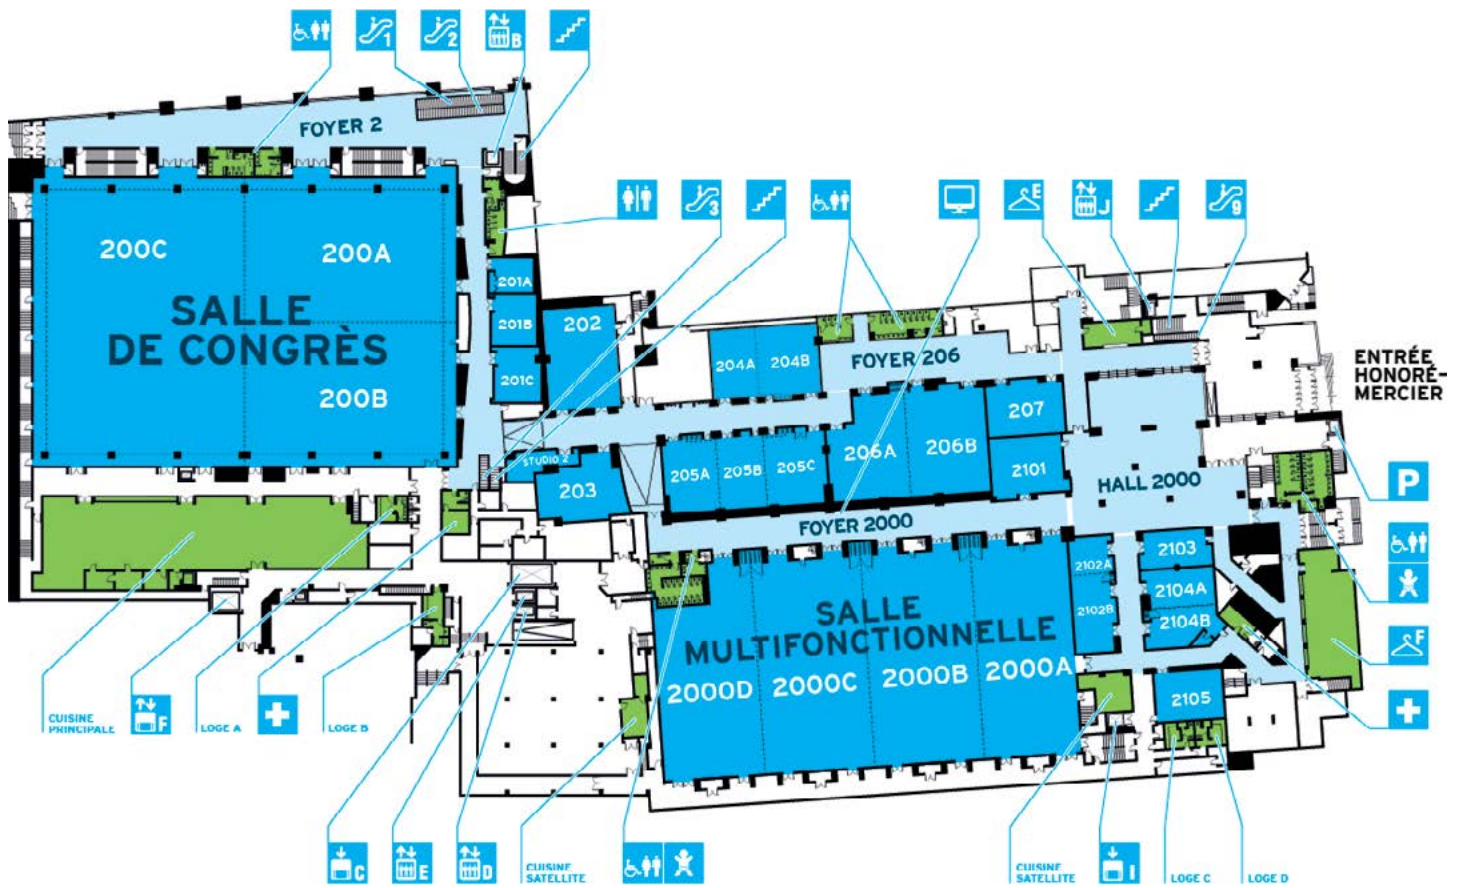 1
2
B
FOYER 2
3
E
J
9
200C
200A
201A
SALLE
DE CONGRÈS
201B
202
200B
201C
204A
204B
FOYER 206
ENTRÉE
HONORÉ-
MERCIER
207
206A
206B
STUDIO 2
205A
205B
205C
2101
203
HALL 2000
P
FOYER 2000
2103
2102A
2104A
2102B
2104B
SALLE
MULTIFONCTIONNELLE
F
2000D
2000C
2000B
2000A
2105
CUISINE
PRINCIPALE
F
LOGE A
LOGE B
C
E
D
CUISINE
SATELLITE
CUISINE
SATELLITE
I
LOGE C
LOGE D